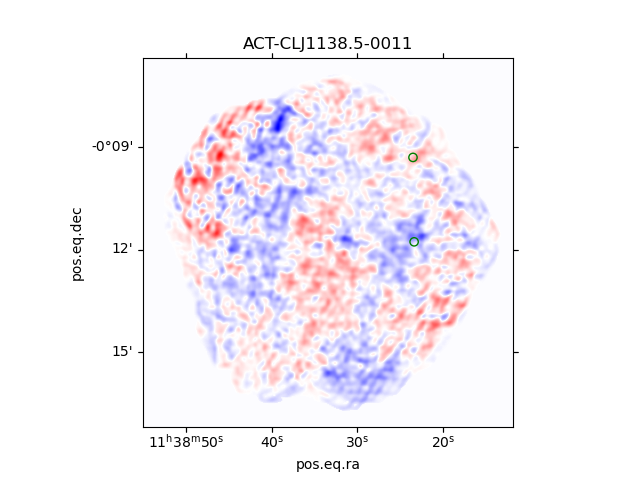 ACT-CLJ1138.5-0011
-0°09'
12'
15'
11ʰ38ᵐ50ˢ 40ˢ 30ˢ 20ˢ
pos.eq.ra
pos.eq.dec